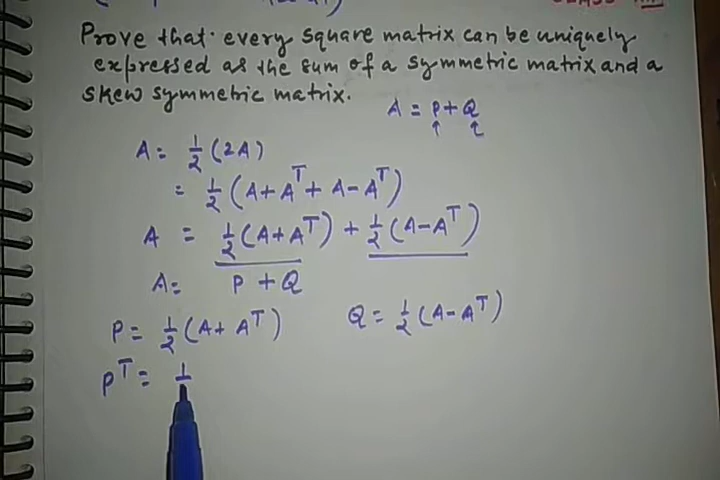 Prove that every square matrix can be uniquely
expressed as the sum of a symmetric matrix and a
skew symmetric matrix.
A = P + Q
↑ ↑
A = 1/2 (2A)
= 1/2 (A + A^T + A - A^T)
A = 1/2 (A + A^T) + 1/2 (A - A^T)
A = P + Q
P = 1/2 (A + A^T) Q = 1/2 (A - A^T)
P^T = 1